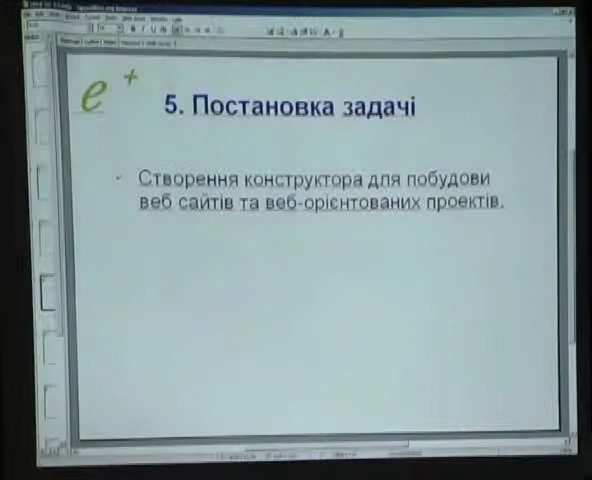 e+
5. Постановка задачі
Створення конструктора для побудови
веб сайтів та веб-орієнтованих проектів.